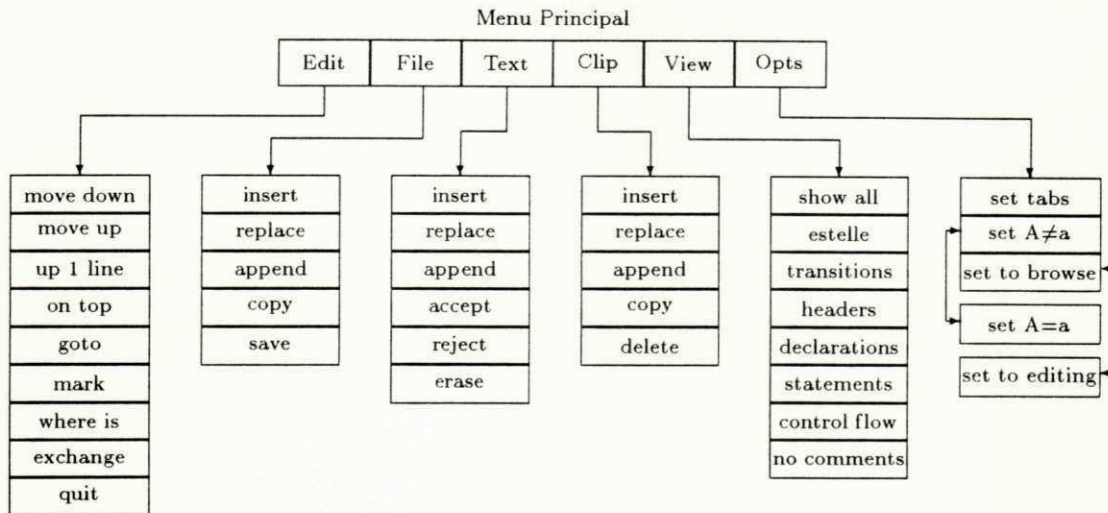 Menu Principal
Edit File Text Clip View Opts
move down
move up
up 1 line
on top
goto
mark
where is
exchange
quit
insert
replace
append
copy
save
insert
replace
append
accept
reject
erase
insert
replace
append
copy
delete
show all
estelle
transitions
headers
declarations
statements
control flow
no comments
set tabs
set A≠a
set to browse
set A=a
set to editing